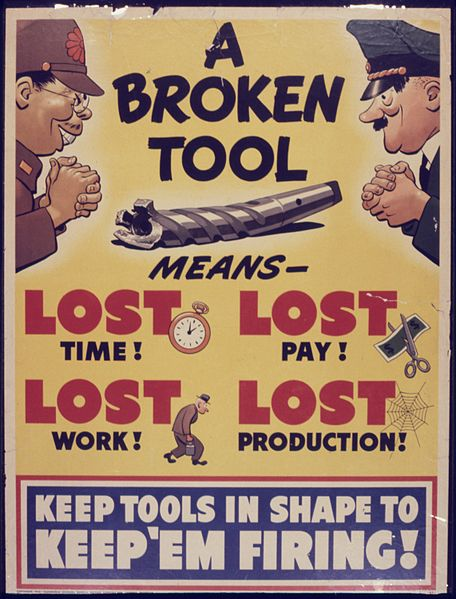 A
BROKEN
TOOL
MEANS—
LOST
TIME!
LOST
PAY!
LOST
WORK!
LOST
PRODUCTION!
KEEP TOOLS IN SHAPE TO
KEEP'EM FIRING!